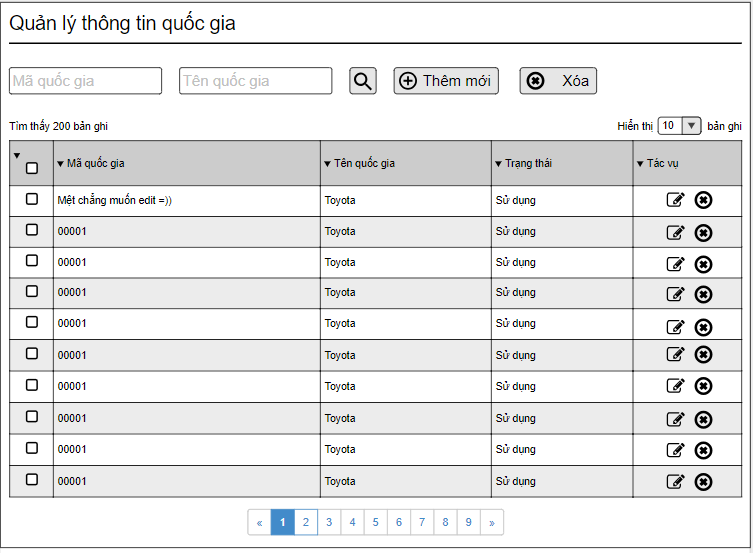 Quản lý thông tin quốc gia
Mã quốc gia Tên quốc gia Thêm mới Xóa
Tìm thấy 200 bản ghi Hiển thị 10 bản ghi
Mã quốc gia Tên quốc gia Trạng thái Tác vụ
Mệt chẳng muốn edit =)) Toyota Sử dụng
00001 Toyota Sử dụng
00001 Toyota Sử dụng
00001 Toyota Sử dụng
00001 Toyota Sử dụng
00001 Toyota Sử dụng
00001 Toyota Sử dụng
00001 Toyota Sử dụng
00001 Toyota Sử dụng
00001 Toyota Sử dụng
« 1 2 3 4 5 6 7 8 9 »